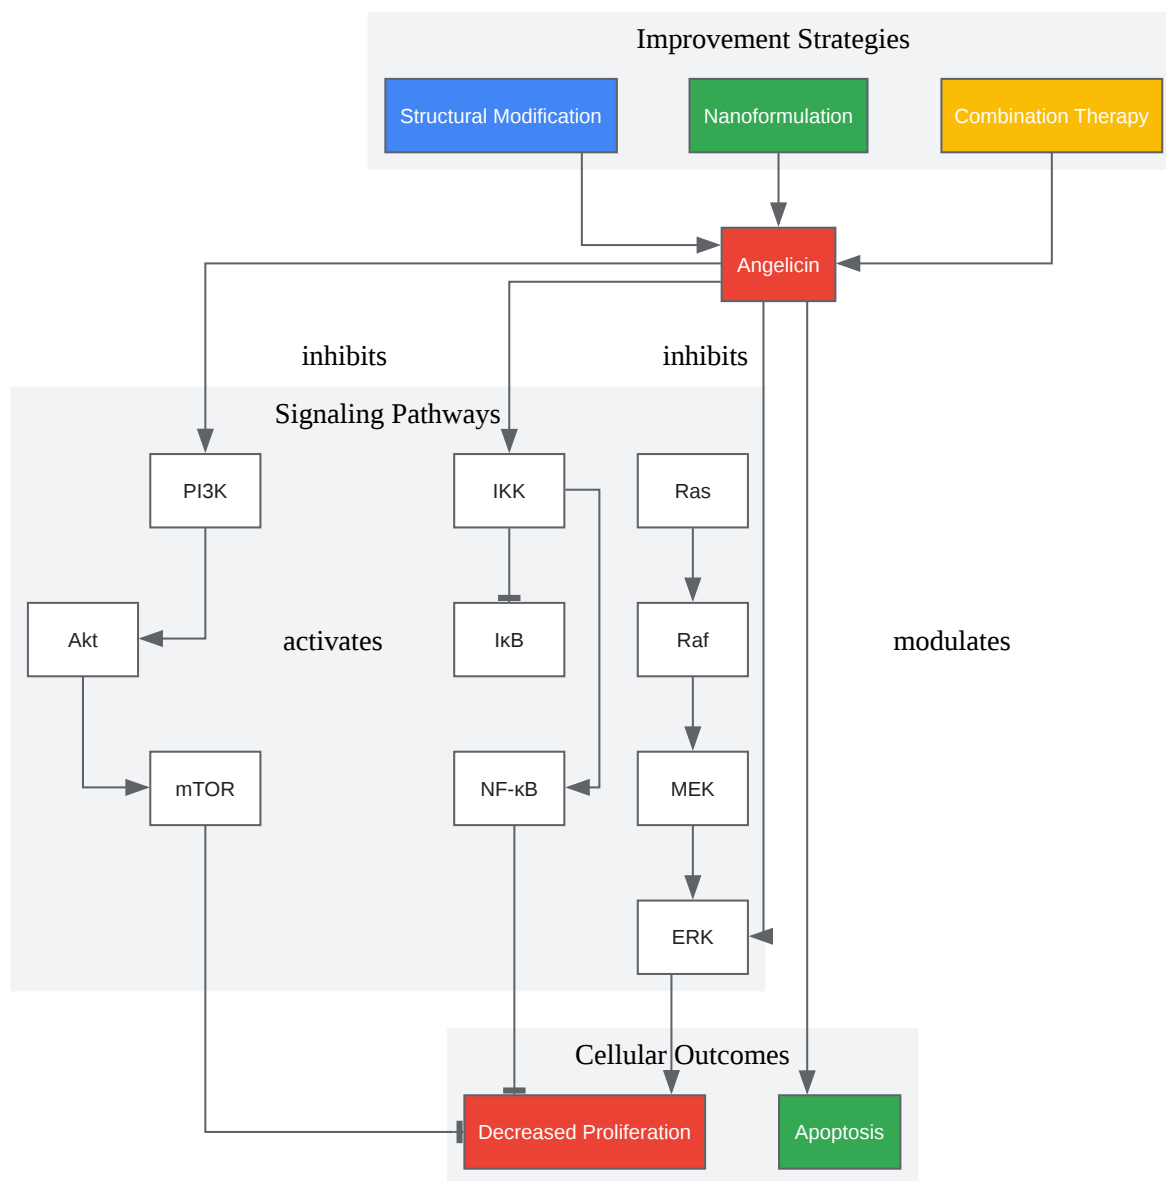 Improvement Strategies
Structural Modification
Nanoformulation
Combination Therapy
Angelicin
inhibits
inhibits
Signaling Pathways
PI3K
IKK
Ras
Akt
activates
IκB
Raf
modulates
mTOR
NF-κB
MEK
ERK
Cellular Outcomes
Decreased Proliferation
Apoptosis